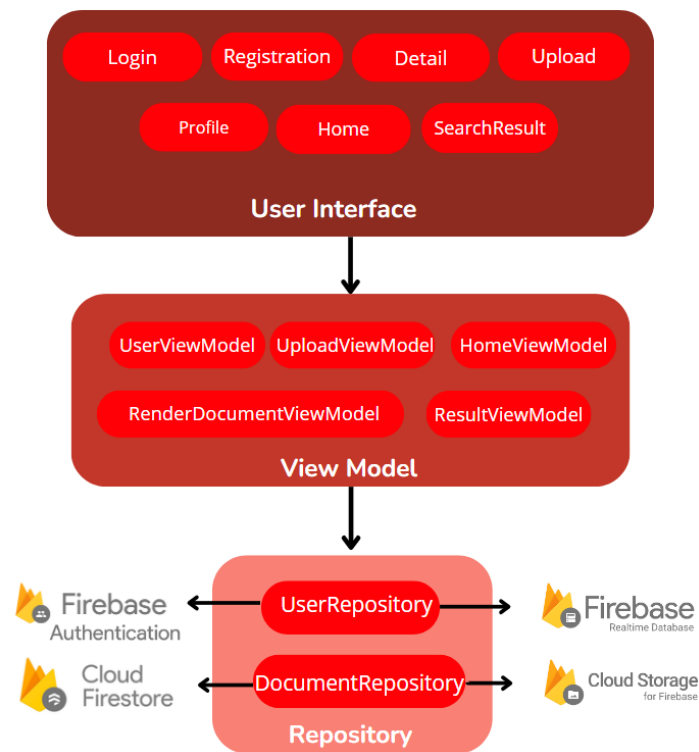 Login
Registration
Detail
Upload
Profile
Home
SearchResult
User Interface
UserViewModel
UploadViewModel
HomeViewModel
RenderDocumentViewModel
ResultViewModel
View Model
Firebase
Authentication
UserRepository
Firebase
Realtime Database
Cloud
Firestore
DocumentRepository
Cloud Storage
for Firebase
Repository